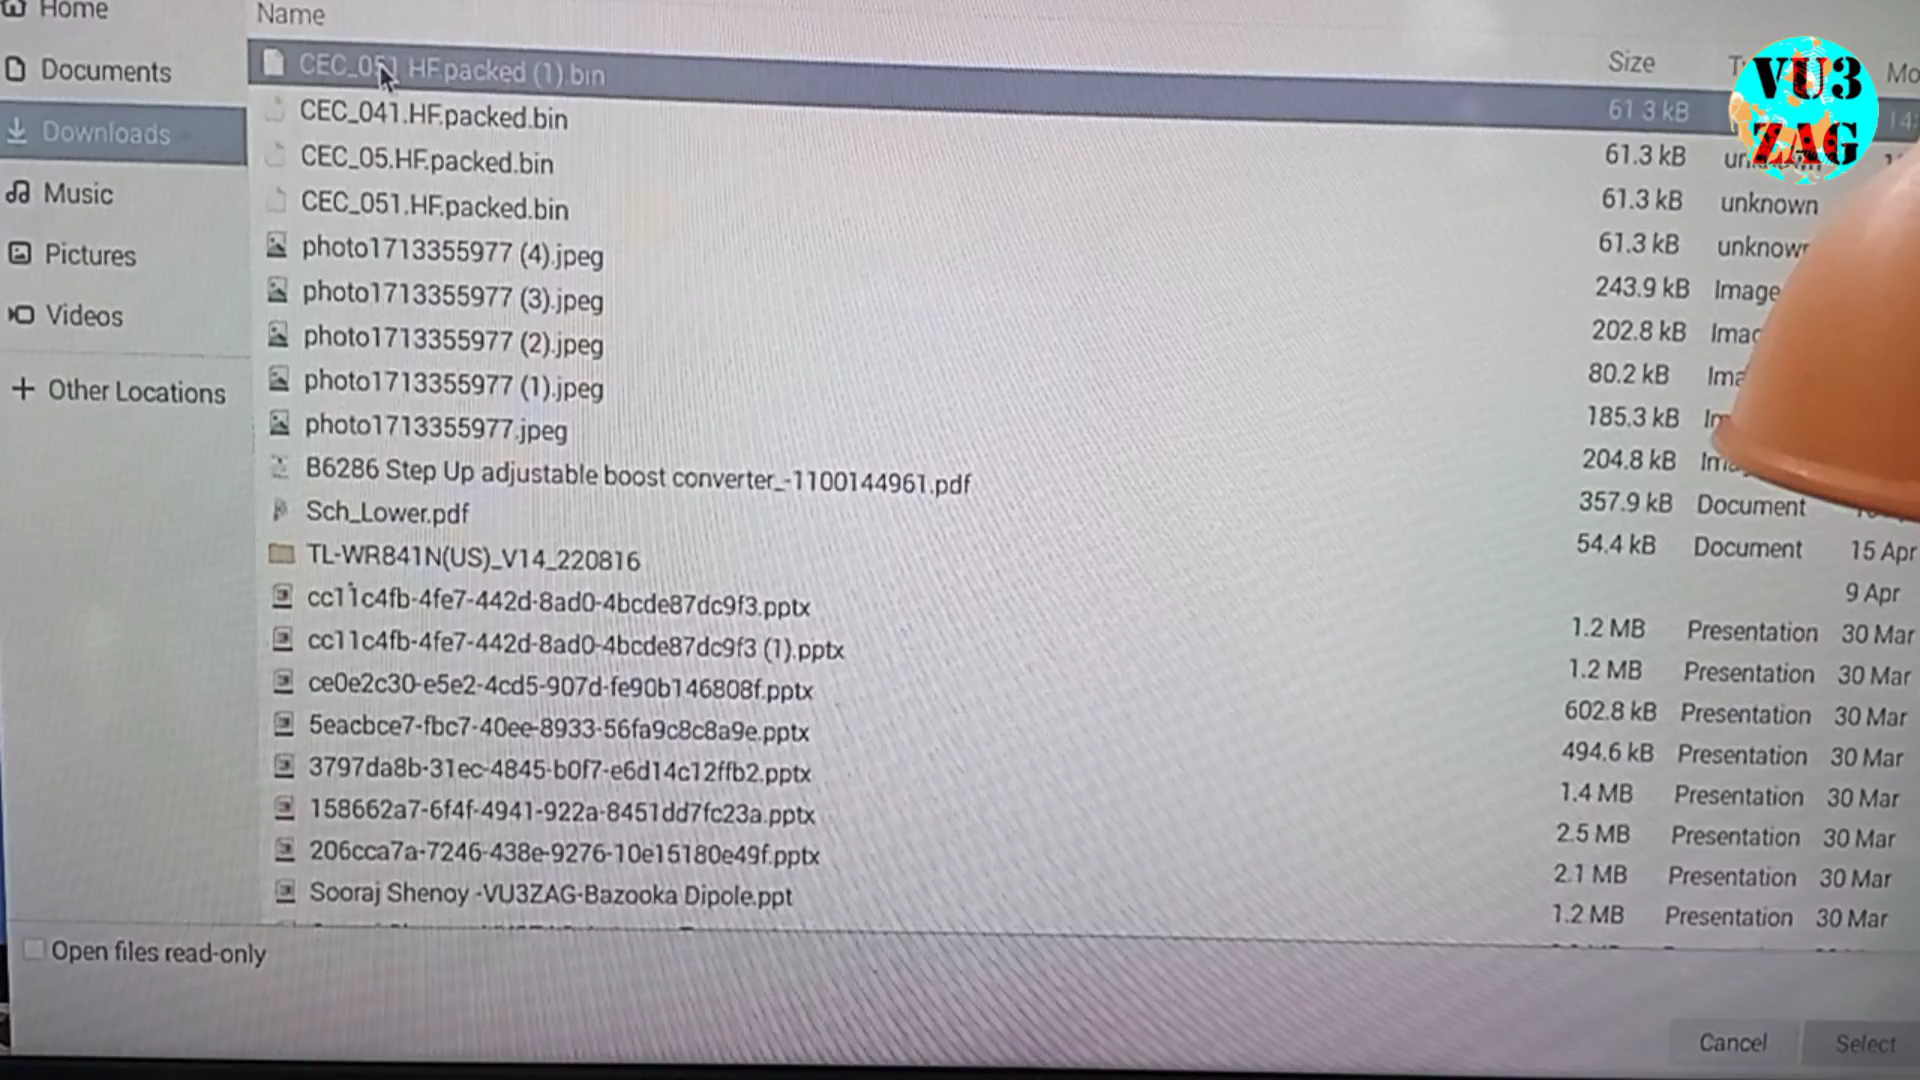 Home
Name
Size
Documents
CEC_051.HF.packed (1).bin
61.3 kB
Downloads
CEC_041.HF.packed.bin
61.3 kB
CEC_05.HF.packed.bin
61.3 kB unknown
Music
CEC_051.HF.packed.bin
61.3 kB unknown
Pictures
photo1713355977 (4).jpeg
243.9 kB Image
Videos
photo1713355977 (3).jpeg
202.8 kB
photo1713355977 (2).jpeg
80.2 kB
Other Locations
photo1713355977 (1).jpeg
185.3 kB
photo1713355977.jpeg
204.8 kB
B6286 Step Up adjustable boost converter_-1100144961.pdf
357.9 kB Document
Sch_Lower.pdf
54.4 kB Document 15 Apr
TL-WR841N(US)_V14_220816
9 Apr
cc11c4fb-4fe7-442d-8ad0-4bcde87dc9f3.pptx
1.2 MB Presentation 30 Mar
cc11c4fb-4fe7-442d-8ad0-4bcde87dc9f3 (1).pptx
1.2 MB Presentation 30 Mar
ce0e2c30-e5e2-4cd5-907d-fe90b146808f.pptx
602.8 kB Presentation 30 Mar
5eacbce7-fbc7-40ee-8933-56fa9c8c8a9e.pptx
494.6 kB Presentation 30 Mar
3797da8b-31ec-4845-b0f7-e6d14c12ffb2.pptx
1.4 MB Presentation 30 Mar
158662a7-6f4f-4941-922a-8451dd7fc23a.pptx
2.5 MB Presentation 30 Mar
206cca7a-7246-438e-9276-10e15180e49f.pptx
2.1 MB Presentation 30 Mar
Sooraj Shenoy -VU3ZAG-Bazooka Dipole.ppt
1.2 MB Presentation 30 Mar
Open files read-only
Cancel
Select
VU3
ZAG